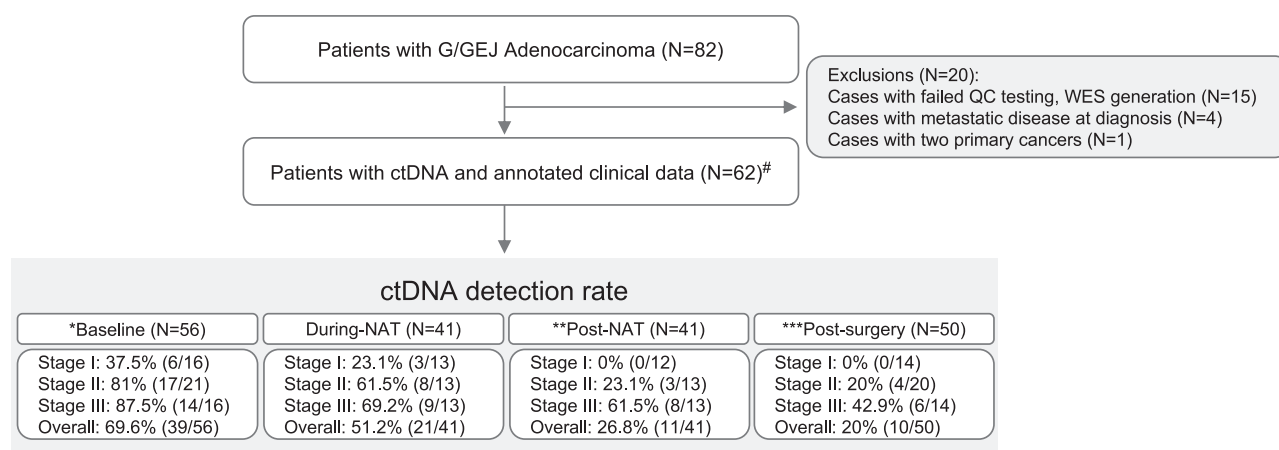 Patients with G/GEJ Adenocarcinoma (N=82)
Exclusions (N=20):
Cases with failed QC testing, WES generation (N=15)
Cases with metastatic disease at diagnosis (N=4)
Cases with two primary cancers (N=1)
Patients with ctDNA and annotated clinical data (N=62)#
ctDNA detection rate
*Baseline (N=56)
Stage I: 37.5% (6/16)
Stage II: 81% (17/21)
Stage III: 87.5% (14/16)
Overall: 69.6% (39/56)
During-NAT (N=41)
Stage I: 23.1% (3/13)
Stage II: 61.5% (8/13)
Stage III: 69.2% (9/13)
Overall: 51.2% (21/41)
**Post-NAT (N=41)
Stage I: 0% (0/12)
Stage II: 23.1% (3/13)
Stage III: 61.5% (8/13)
Overall: 26.8% (11/41)
***Post-surgery (N=50)
Stage I: 0% (0/14)
Stage II: 20% (4/20)
Stage III: 42.9% (6/14)
Overall: 20% (10/50)